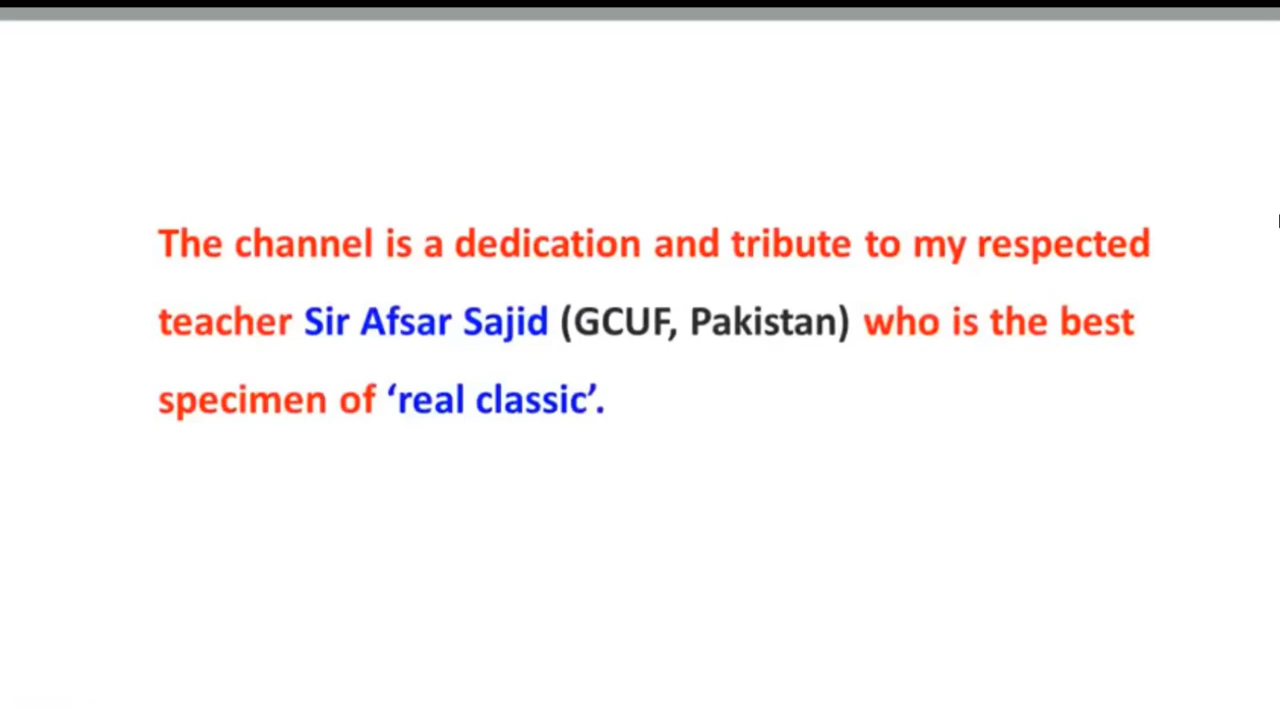 The channel is a dedication and tribute to my respected
teacher Sir Afsar Sajid (GCUF, Pakistan) who is the best
specimen of ‘real classic’.